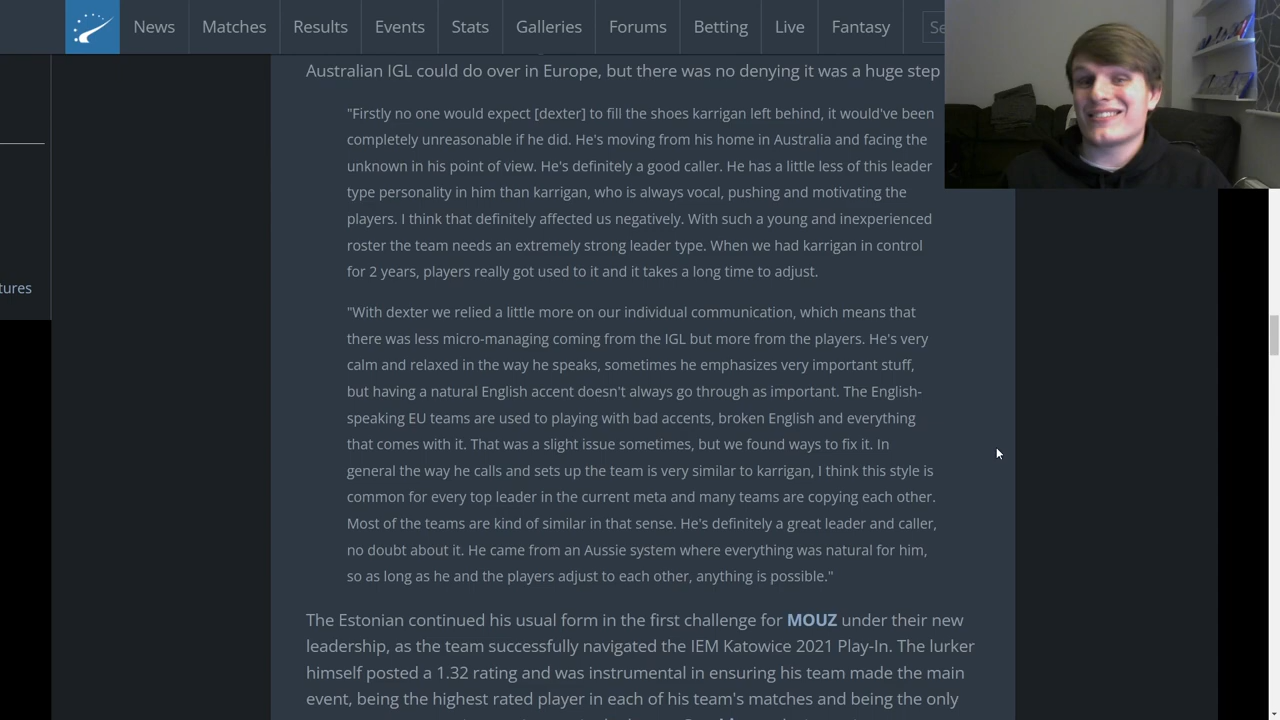 News Matches Results Events Stats Galleries Forums Betting Live Fantasy Se
Australian IGL could do over in Europe, but there was no denying it was a huge step
"Firstly no one would expect [dexter] to fill the shoes karrigan left behind, it would've been
completely unreasonable if he did. He's moving from his home in Australia and facing the
unknown in his point of view. He's definitely a good caller. He has a little less of this leader
type personality in him than karrigan, who is always vocal, pushing and motivating the
players. I think that definitely affected us negatively. With such a young and inexperienced
roster the team needs an extremely strong leader type. When we had karrigan in control
for 2 years, players really got used to it and it takes a long time to adjust.
tures
"With dexter we relied a little more on our individual communication, which means that
there was less micro-managing coming from the IGL but more from the players. He's very
calm and relaxed in the way he speaks, sometimes he emphasizes very important stuff,
but having a natural English accent doesn't always go through as important. The English-
speaking EU teams are used to playing with bad accents, broken English and everything
that comes with it. That was a slight issue sometimes, but we found ways to fix it. In
general the way he calls and sets up the team is very similar to karrigan, I think this style is
common for every top leader in the current meta and many teams are copying each other.
Most of the teams are kind of similar in that sense. He's definitely a great leader and caller,
no doubt about it. He came from an Aussie system where everything was natural for him,
so as long as he and the players adjust to each other, anything is possible."
The Estonian continued his usual form in the first challenge for MOUZ under their new
leadership, as the team successfully navigated the IEM Katowice 2021 Play-In. The lurker
himself posted a 1.32 rating and was instrumental in ensuring his team made the main
event, being the highest rated player in each of his team's matches and being the only